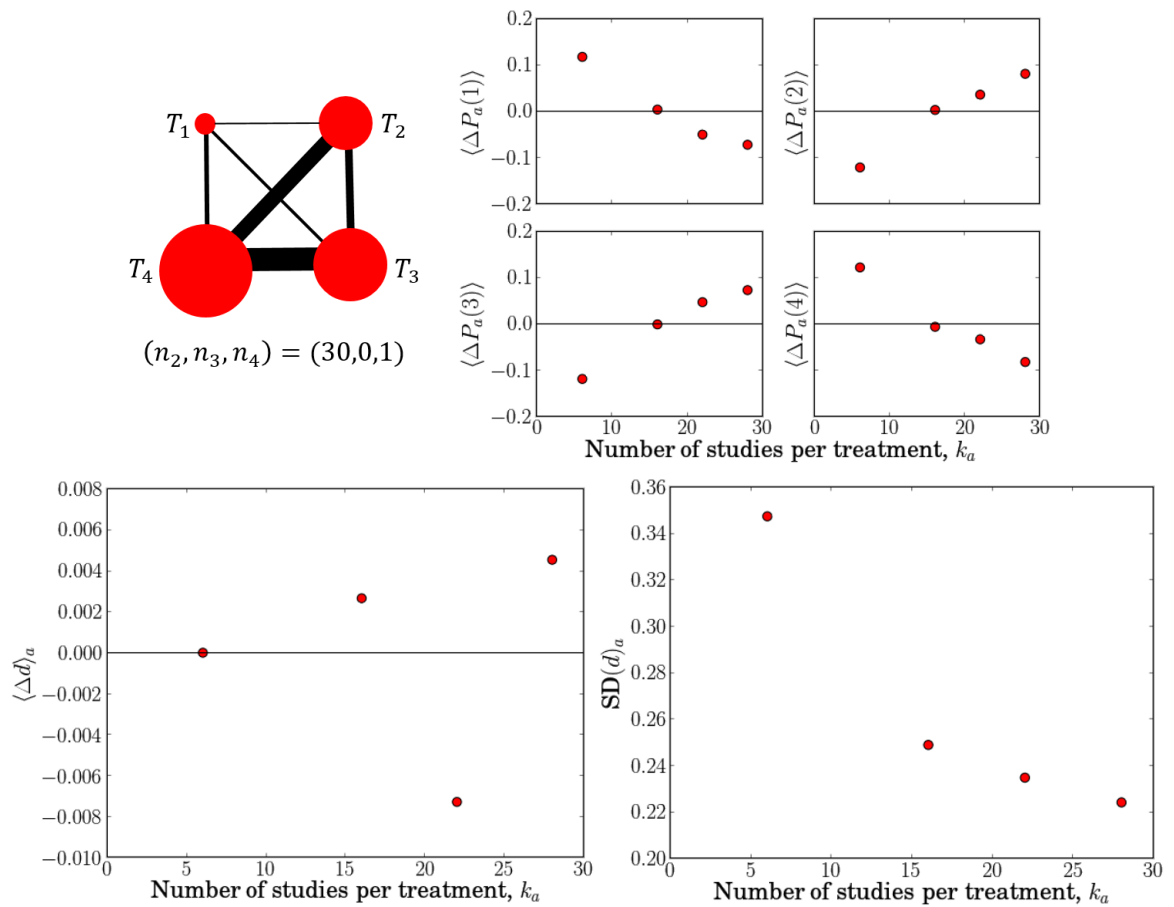 T₁
T₂
T₄
T₃
(n₂, n₃, n₄) = (30,0,1)
⟨ΔPₐ(1)⟩
0.2
0.1
0.0
−0.1
−0.2
⟨ΔPₐ(2)⟩
⟨ΔPₐ(3)⟩
0.2
0.1
0.0
−0.1
−0.2
0 10 20 30
⟨ΔPₐ(4)⟩
0 10 20 30
Number of studies per treatment, kₐ
⟨Δd⟩ₐ
0.008
0.006
0.004
0.002
0.000
−0.002
−0.004
−0.006
−0.008
−0.010
0 5 10 15 20 25 30
Number of studies per treatment, kₐ
SD(d)ₐ
0.36
0.34
0.32
0.30
0.28
0.26
0.24
0.22
0.20
0 5 10 15 20 25 30
Number of studies per treatment, kₐ